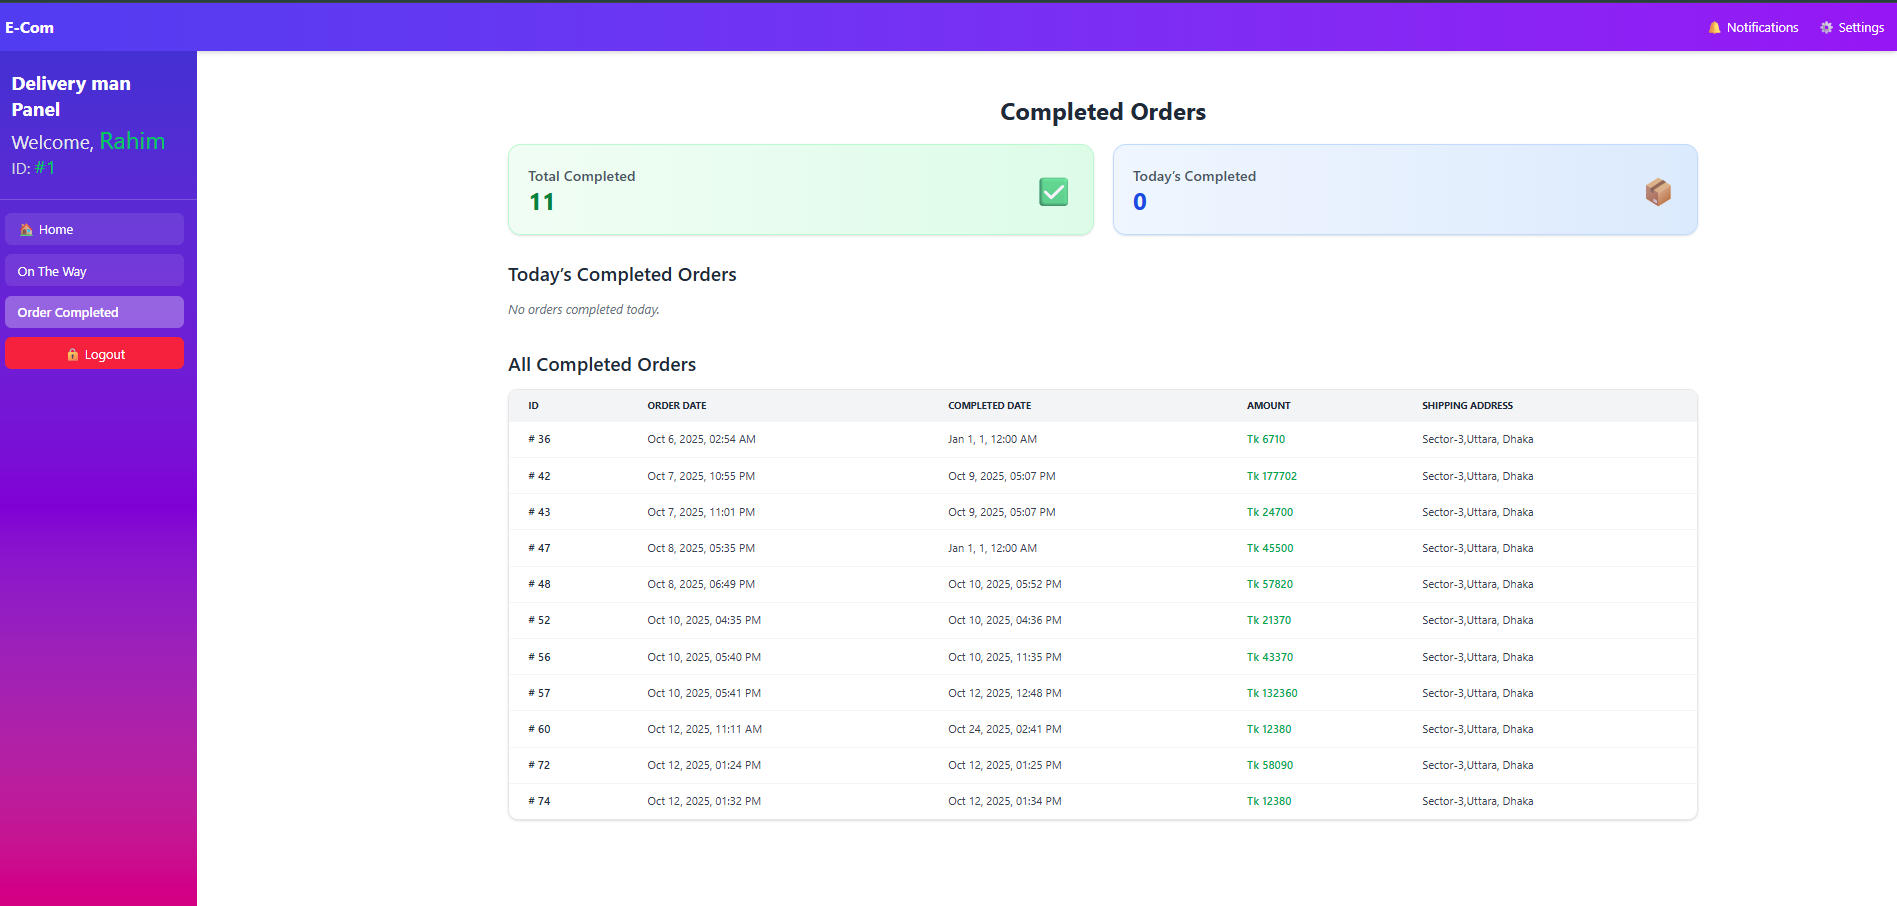 E-Com
Notifications
Settings
Delivery man
Panel
Welcome, Rahim
ID: #1
Home
On The Way
Order Completed
Logout
Completed Orders
Total Completed
11
Today’s Completed
0
Today’s Completed Orders
No orders completed today.
All Completed Orders
ID ORDER DATE COMPLETED DATE AMOUNT SHIPPING ADDRESS
# 36 Oct 6, 2025, 02:54 AM Jan 1, 1, 12:00 AM Tk 6710 Sector-3,Uttara, Dhaka
# 42 Oct 7, 2025, 10:55 PM Oct 9, 2025, 05:07 PM Tk 177702 Sector-3,Uttara, Dhaka
# 43 Oct 7, 2025, 11:01 PM Oct 9, 2025, 05:07 PM Tk 24700 Sector-3,Uttara, Dhaka
# 47 Oct 8, 2025, 05:35 PM Jan 1, 1, 12:00 AM Tk 45500 Sector-3,Uttara, Dhaka
# 48 Oct 8, 2025, 06:49 PM Oct 10, 2025, 05:52 PM Tk 57820 Sector-3,Uttara, Dhaka
# 52 Oct 10, 2025, 04:35 PM Oct 10, 2025, 04:36 PM Tk 21370 Sector-3,Uttara, Dhaka
# 56 Oct 10, 2025, 05:40 PM Oct 10, 2025, 11:35 PM Tk 43370 Sector-3,Uttara, Dhaka
# 57 Oct 10, 2025, 05:41 PM Oct 12, 2025, 12:48 PM Tk 132360 Sector-3,Uttara, Dhaka
# 60 Oct 12, 2025, 11:11 AM Oct 24, 2025, 02:41 PM Tk 12380 Sector-3,Uttara, Dhaka
# 72 Oct 12, 2025, 01:24 PM Oct 12, 2025, 01:25 PM Tk 58090 Sector-3,Uttara, Dhaka
# 74 Oct 12, 2025, 01:32 PM Oct 12, 2025, 01:34 PM Tk 12380 Sector-3,Uttara, Dhaka